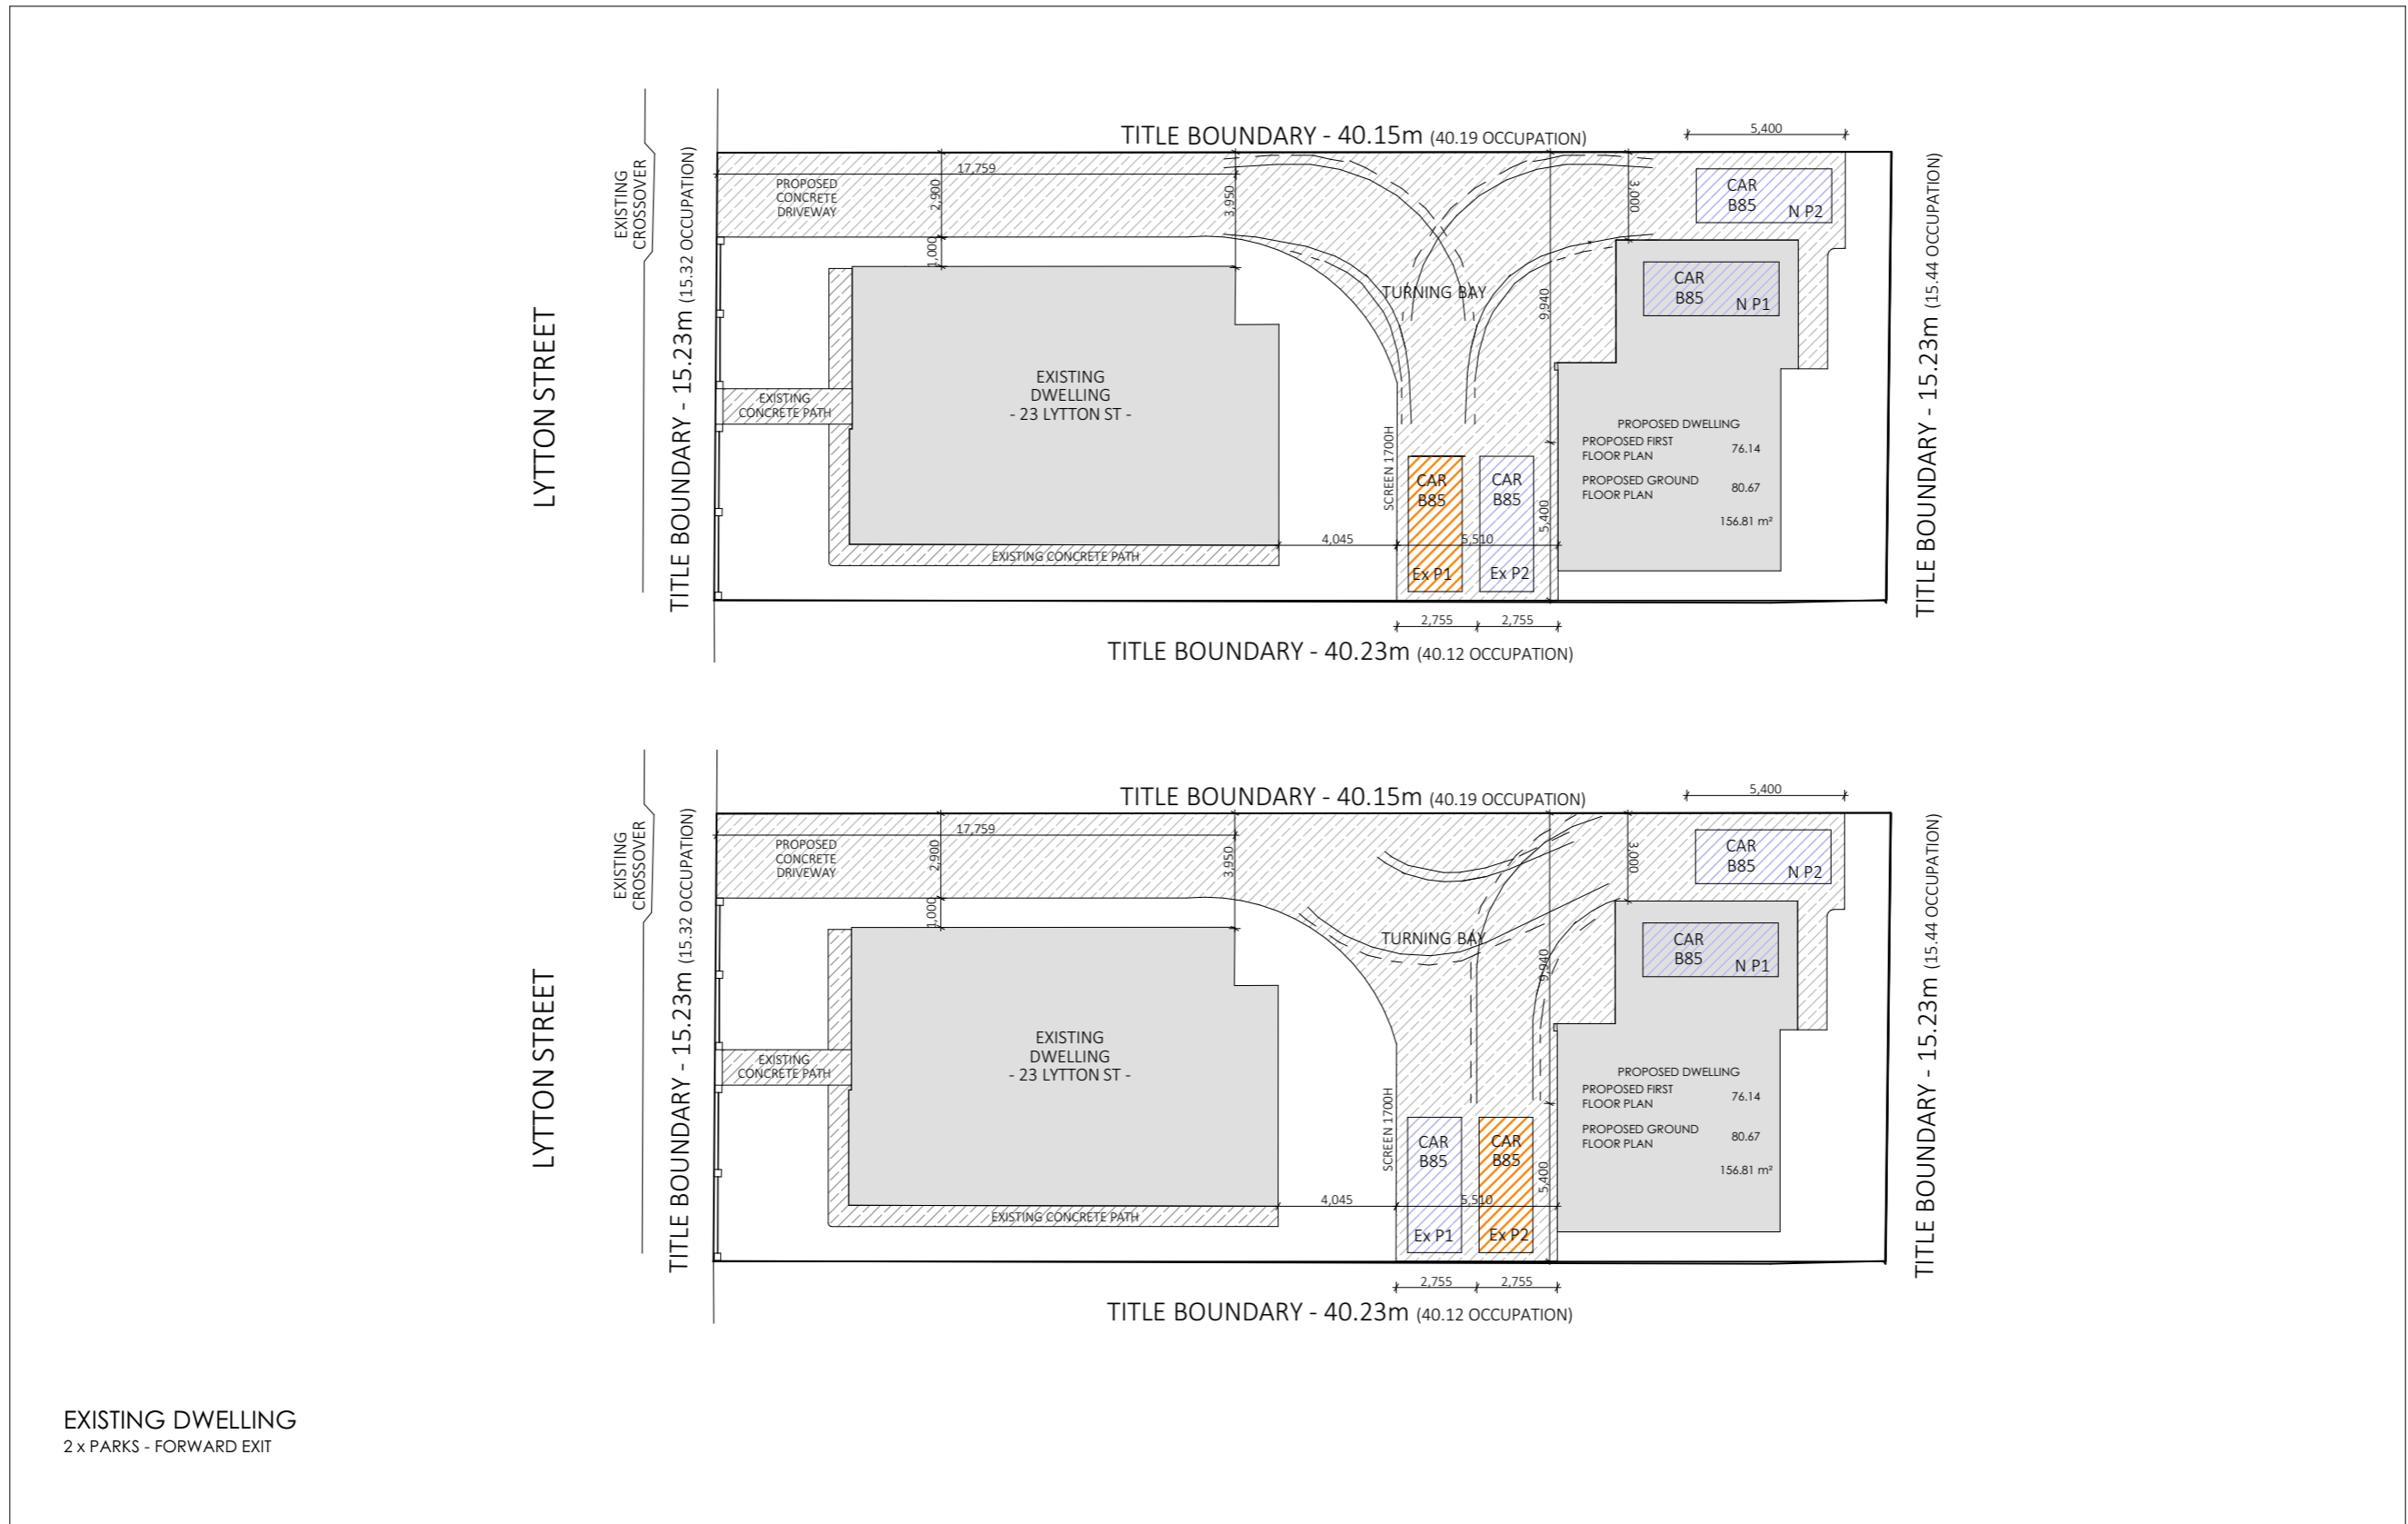 TITLE BOUNDARY - 40.15m (40.19 OCCUPATION)
5,400
EXISTING
CROSSOVER
LYTTON STREET
TITLE BOUNDARY - 15.23m (15.32 OCCUPATION)
17,759
PROPOSED
CONCRETE
DRIVEWAY
2,900
3,950
1,000
3,000
CAR
B85
N P2
CAR
B85
N P1
TURNING BAY
9,940
EXISTING
DWELLING
- 23 LYTTON ST -
EXISTING
CONCRETE PATH
SCREEN 1700H
PROPOSED DWELLING
PROPOSED FIRST
FLOOR PLAN
76.14
PROPOSED GROUND
FLOOR PLAN
80.67
156.81 m²
CAR
B85
Ex P1
CAR
B85
Ex P2
5,400
4,045
5,510
EXISTING CONCRETE PATH
2,755
2,755
TITLE BOUNDARY - 40.23m (40.12 OCCUPATION)
TITLE BOUNDARY - 15.23m (15.44 OCCUPATION)
TITLE BOUNDARY - 40.15m (40.19 OCCUPATION)
5,400
EXISTING
CROSSOVER
LYTTON STREET
TITLE BOUNDARY - 15.23m (15.32 OCCUPATION)
17,759
PROPOSED
CONCRETE
DRIVEWAY
2,900
3,950
1,000
3,000
CAR
B85
N P2
CAR
B85
N P1
TURNING BAY
9,940
EXISTING
DWELLING
- 23 LYTTON ST -
EXISTING
CONCRETE PATH
SCREEN 1700H
PROPOSED DWELLING
PROPOSED FIRST
FLOOR PLAN
76.14
PROPOSED GROUND
FLOOR PLAN
80.67
156.81 m²
CAR
B85
Ex P1
CAR
B85
Ex P2
5,400
4,045
5,510
EXISTING CONCRETE PATH
2,755
2,755
TITLE BOUNDARY - 40.23m (40.12 OCCUPATION)
TITLE BOUNDARY - 15.23m (15.44 OCCUPATION)
EXISTING DWELLING
2 x PARKS - FORWARD EXIT